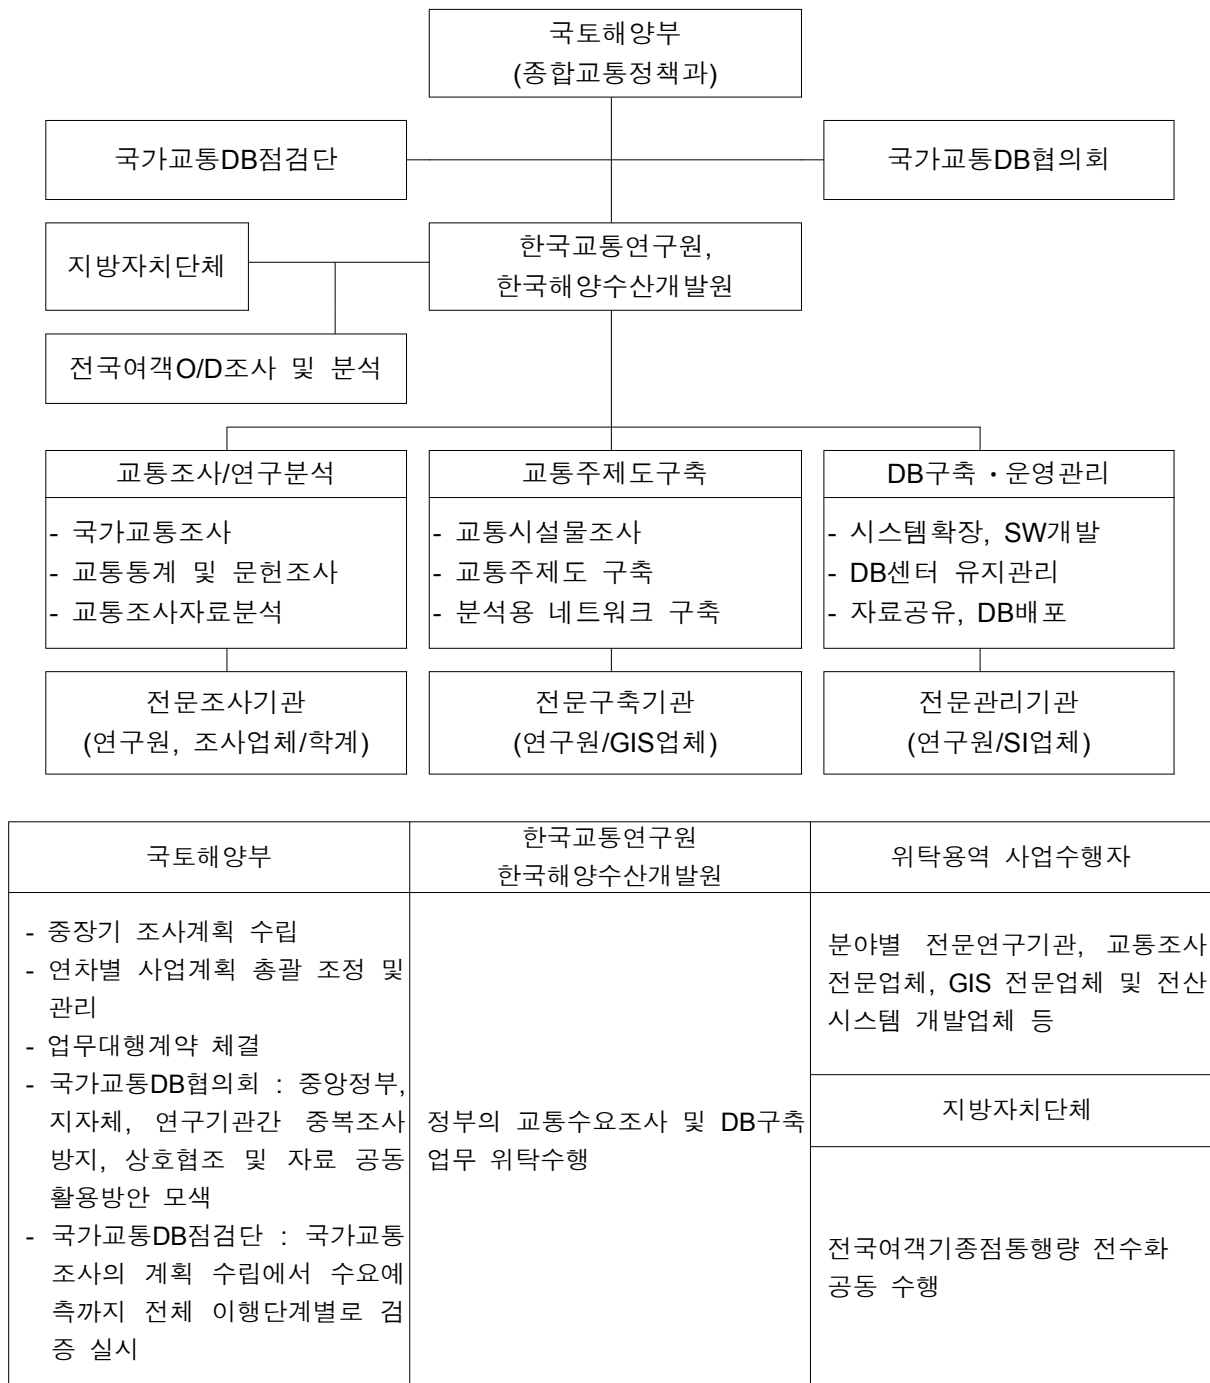 국토해양부
(종합교통정책과)
국가교통DB점검단
국가교통DB협의회
지방자치단체
한국교통연구원,
한국해양수산개발원
전국여객O/D조사 및 분석
교통조사/연구분석
- 국가교통조사
- 교통통계 및 문헌조사
- 교통조사자료분석
교통주제도구축
- 교통시설물조사
- 교통주제도 구축
- 분석용 네트워크 구축
DB구축・운영관리
- 시스템확장, SW개발
- DB센터 유지관리
- 자료공유, DB배포
전문조사기관
(연구원, 조사업체/학계)
전문구축기관
(연구원/GIS업체)
전문관리기관
(연구원/SI업체)
국토해양부
한국교통연구원
한국해양수산개발원
위탁용역 사업수행자
- 중장기 조사계획 수립
- 연차별 사업계획 총괄 조정 및
관리
- 업무대행계약 체결
- 국가교통DB협의회 : 중앙정부,
지자체, 연구기관간 중복조사
방지, 상호협조 및 자료 공동
활용방안 모색
- 국가교통DB점검단 : 국가교통
조사의 계획 수립에서 수요예
측까지 전체 이행단계별로 검
증 실시
정부의 교통수요조사 및 DB구축
업무 위탁수행
분야별 전문연구기관, 교통조사
전문업체, GIS 전문업체 및 전산
시스템 개발업체 등
지방자치단체
전국여객기종점통행량 전수화
공동 수행